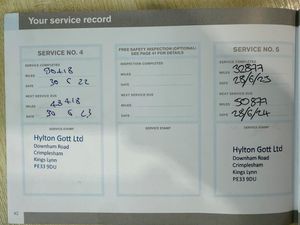 Your service record
SERVICE NO. 4
SERVICE COMPLETED
MILES
DATE 30 5 22
NEXT SERVICE DUE
MILES 43418
DATE 30 5 23
SERVICE STAMP
Hylton Gott Ltd
Downham Road
Crimplesham
Kings Lynn
PE33 9DU
FREE SAFETY INSPECTION (OPTIONAL)
SEE PAGE 41 FOR DETAILS
INSPECTION COMPLETED
MILES
DATE
NEXT SERVICE DUE
MILES
DATE
SERVICE STAMP
SERVICE NO. 5
SERVICE COMPLETED
MILES 32877
DATE 28/6/23
NEXT SERVICE DUE
MILES 50877
DATE 28/6/24
SERVICE STAMP
Hylton Gott Ltd
Downham Road
Crimplesham
Kings Lynn
PE33 9DU